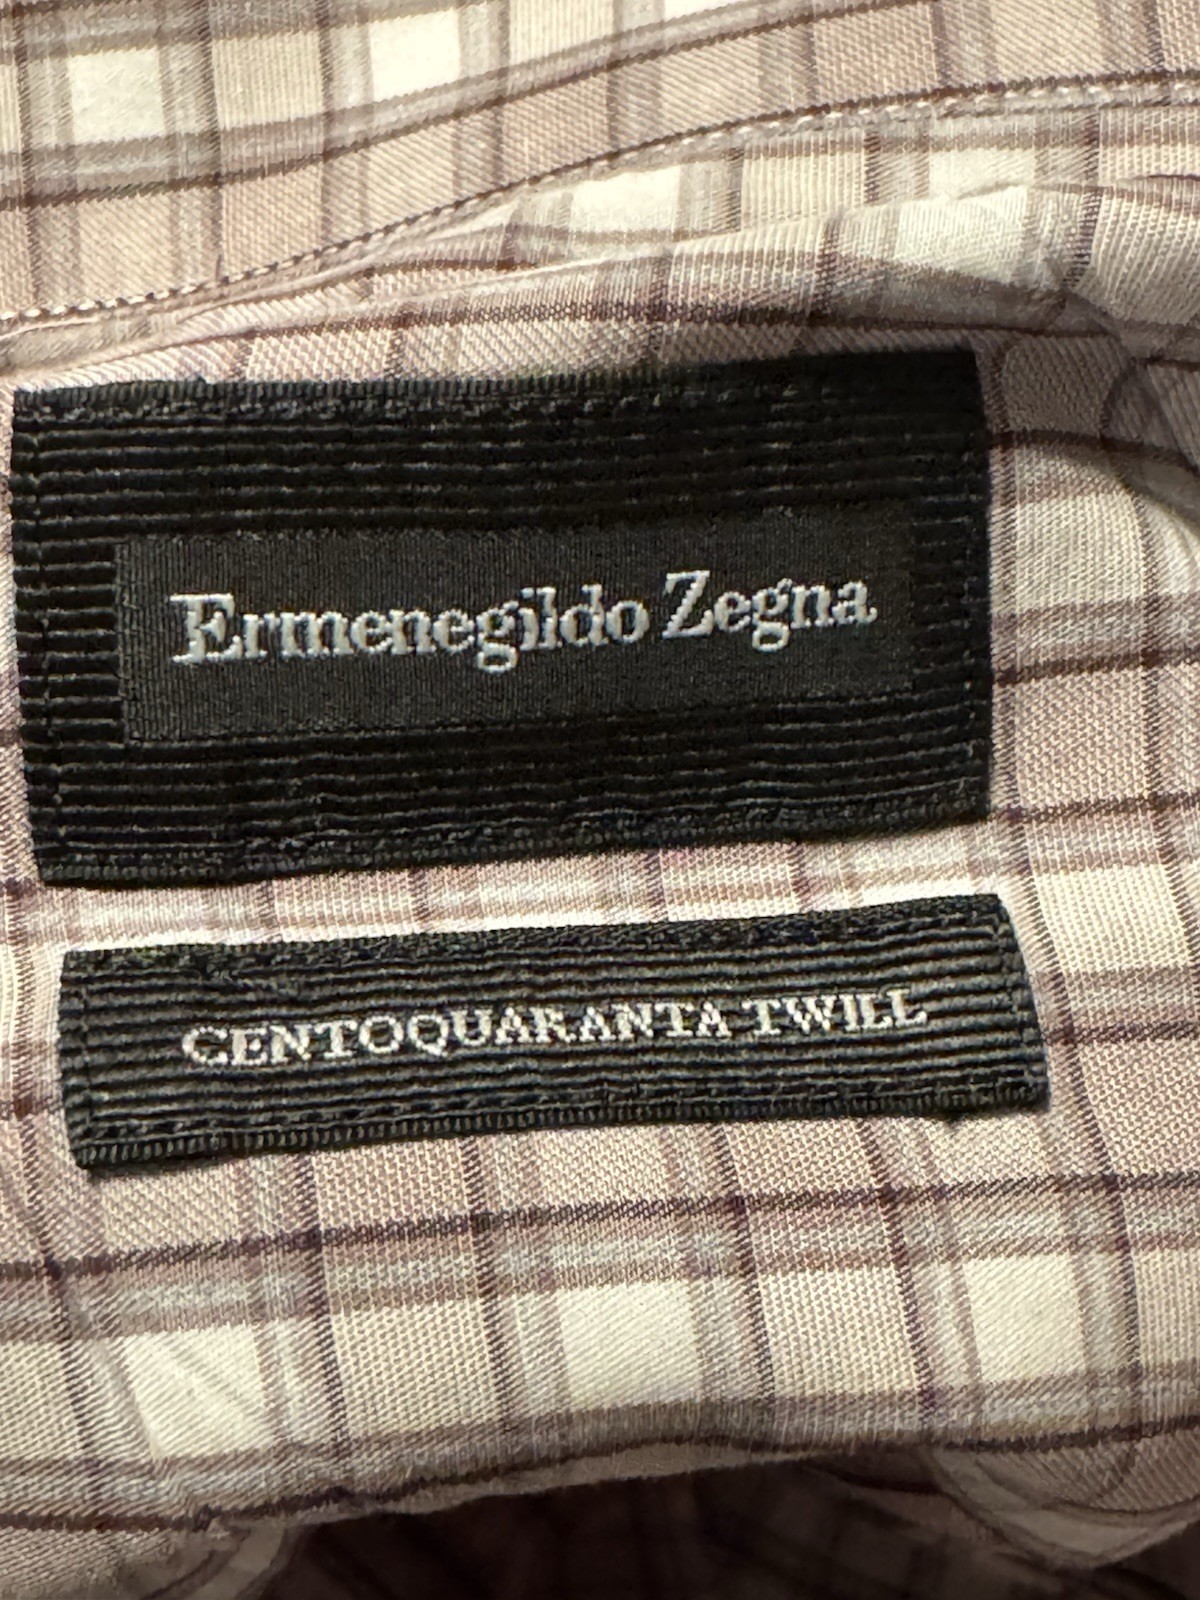 Ermenegildo Zegna
CENTOQUARANTA TWILL